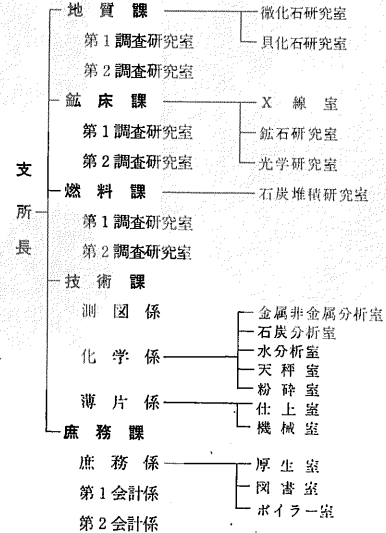 支所長
地質課
微化石研究室
貝化石研究室
第1調査研究室
第2調査研究室
鉱床課
X線室
鉱石研究室
光学研究室
第1調査研究室
第2調査研究室
燃料課
石炭堆積研究室
第1調査研究室
第2調査研究室
技術課
測図係
化学係
金属非金属分析室
石炭分析室
水分析室
天秤室
粉砕室
薄片係
仕上室
機械室
庶務課
庶務係
厚生室
図書室
ボイラー室
第1会計係
第2会計係